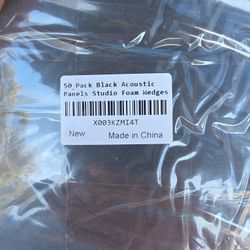 50 Pack Black Acoustic
Panels Studio Foam Wedges
X003KZMI4T
New
Made in China